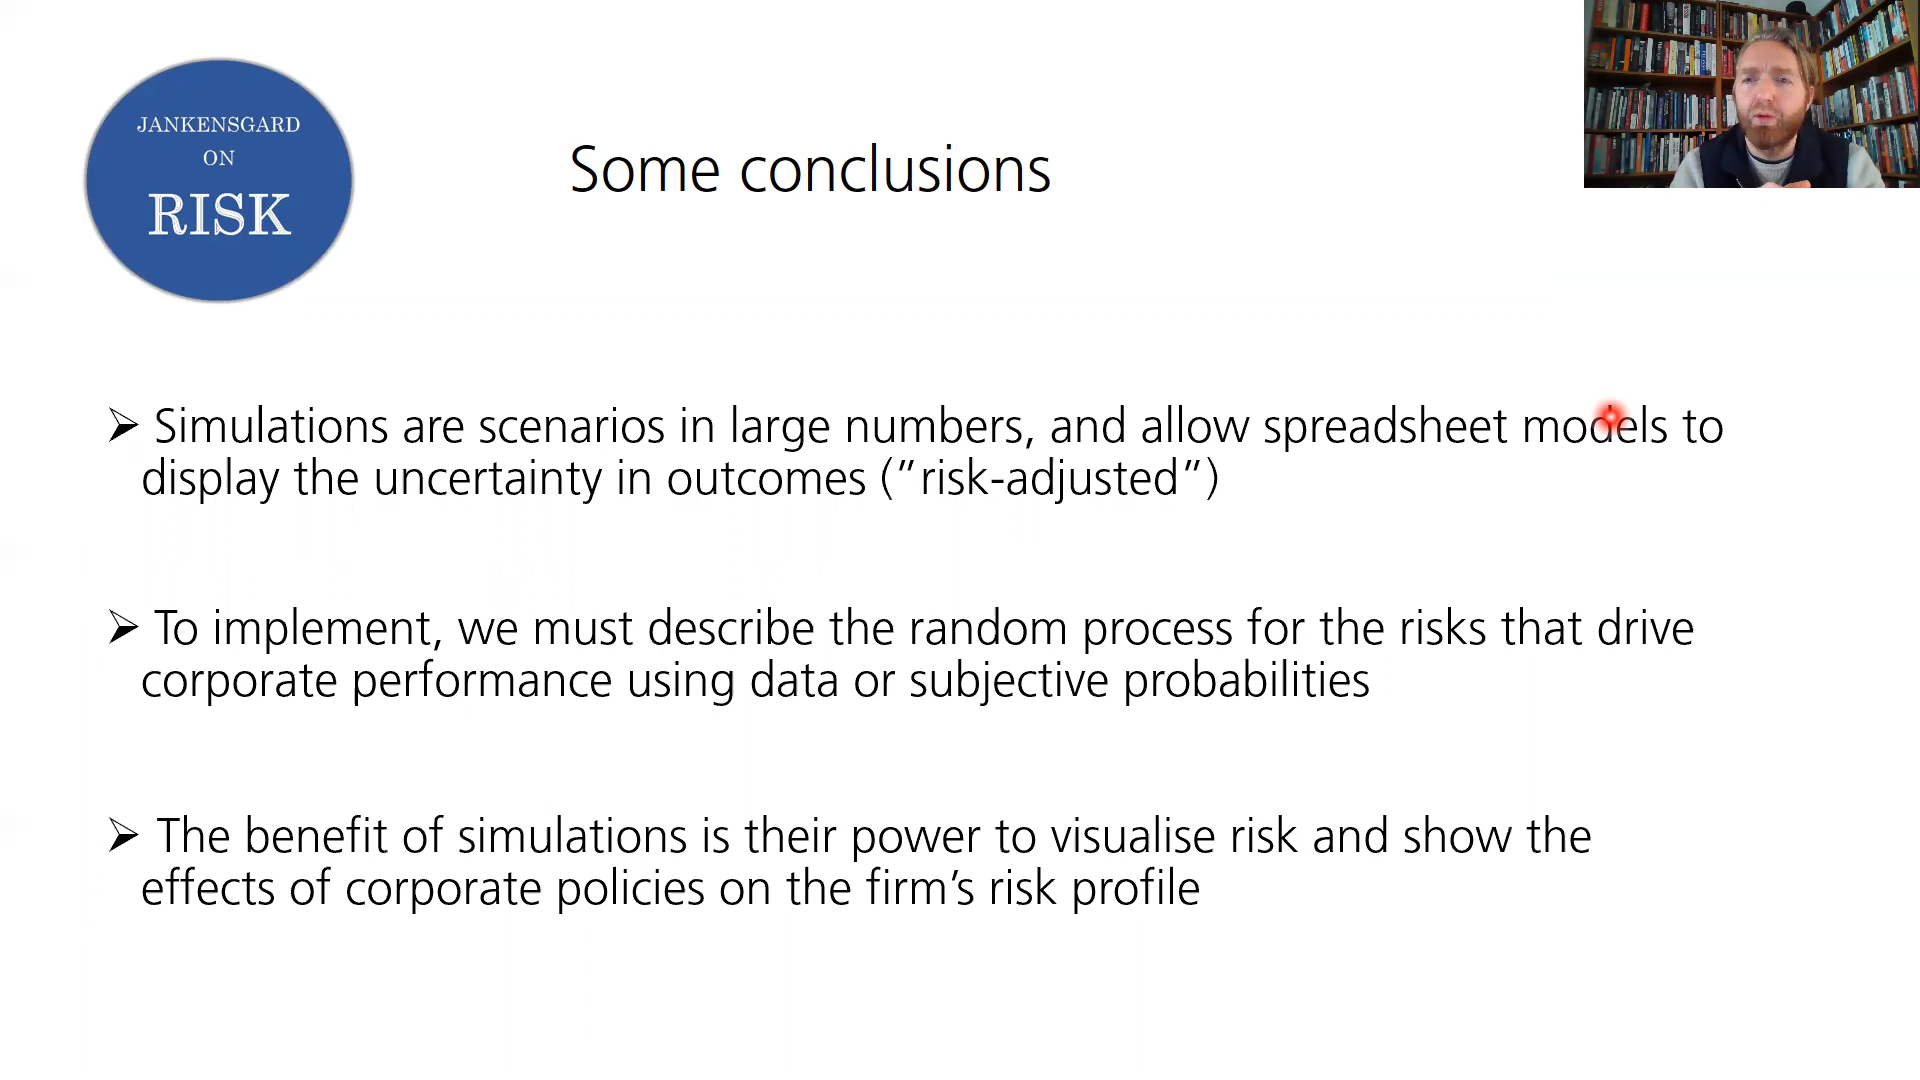 JANKENSGARD
ON
RISK
Some conclusions
➢ Simulations are scenarios in large numbers, and allow spreadsheet models to
display the uncertainty in outcomes (”risk-adjusted”)
➢ To implement, we must describe the random process for the risks that drive
corporate performance using data or subjective probabilities
➢ The benefit of simulations is their power to visualise risk and show the
effects of corporate policies on the firm’s risk profile